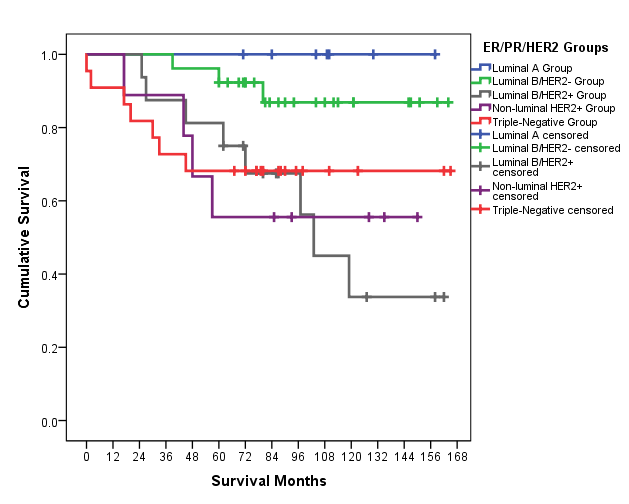 ER/PR/HER2 Groups
Luminal A Group
Luminal B/HER2- Group
Luminal B/HER2+ Group
Non-luminal HER2+ Group
Triple-Negative Group
Luminal A censored
Luminal B/HER2- censored
Luminal B/HER2+
censored
Non-luminal HER2+
censored
Triple-Negative censored
Cumulative Survival
1.0
0.8
0.6
0.4
0.2
0.0
0 12 24 36 48 60 72 84 96 108 120 132 144 156 168
Survival Months